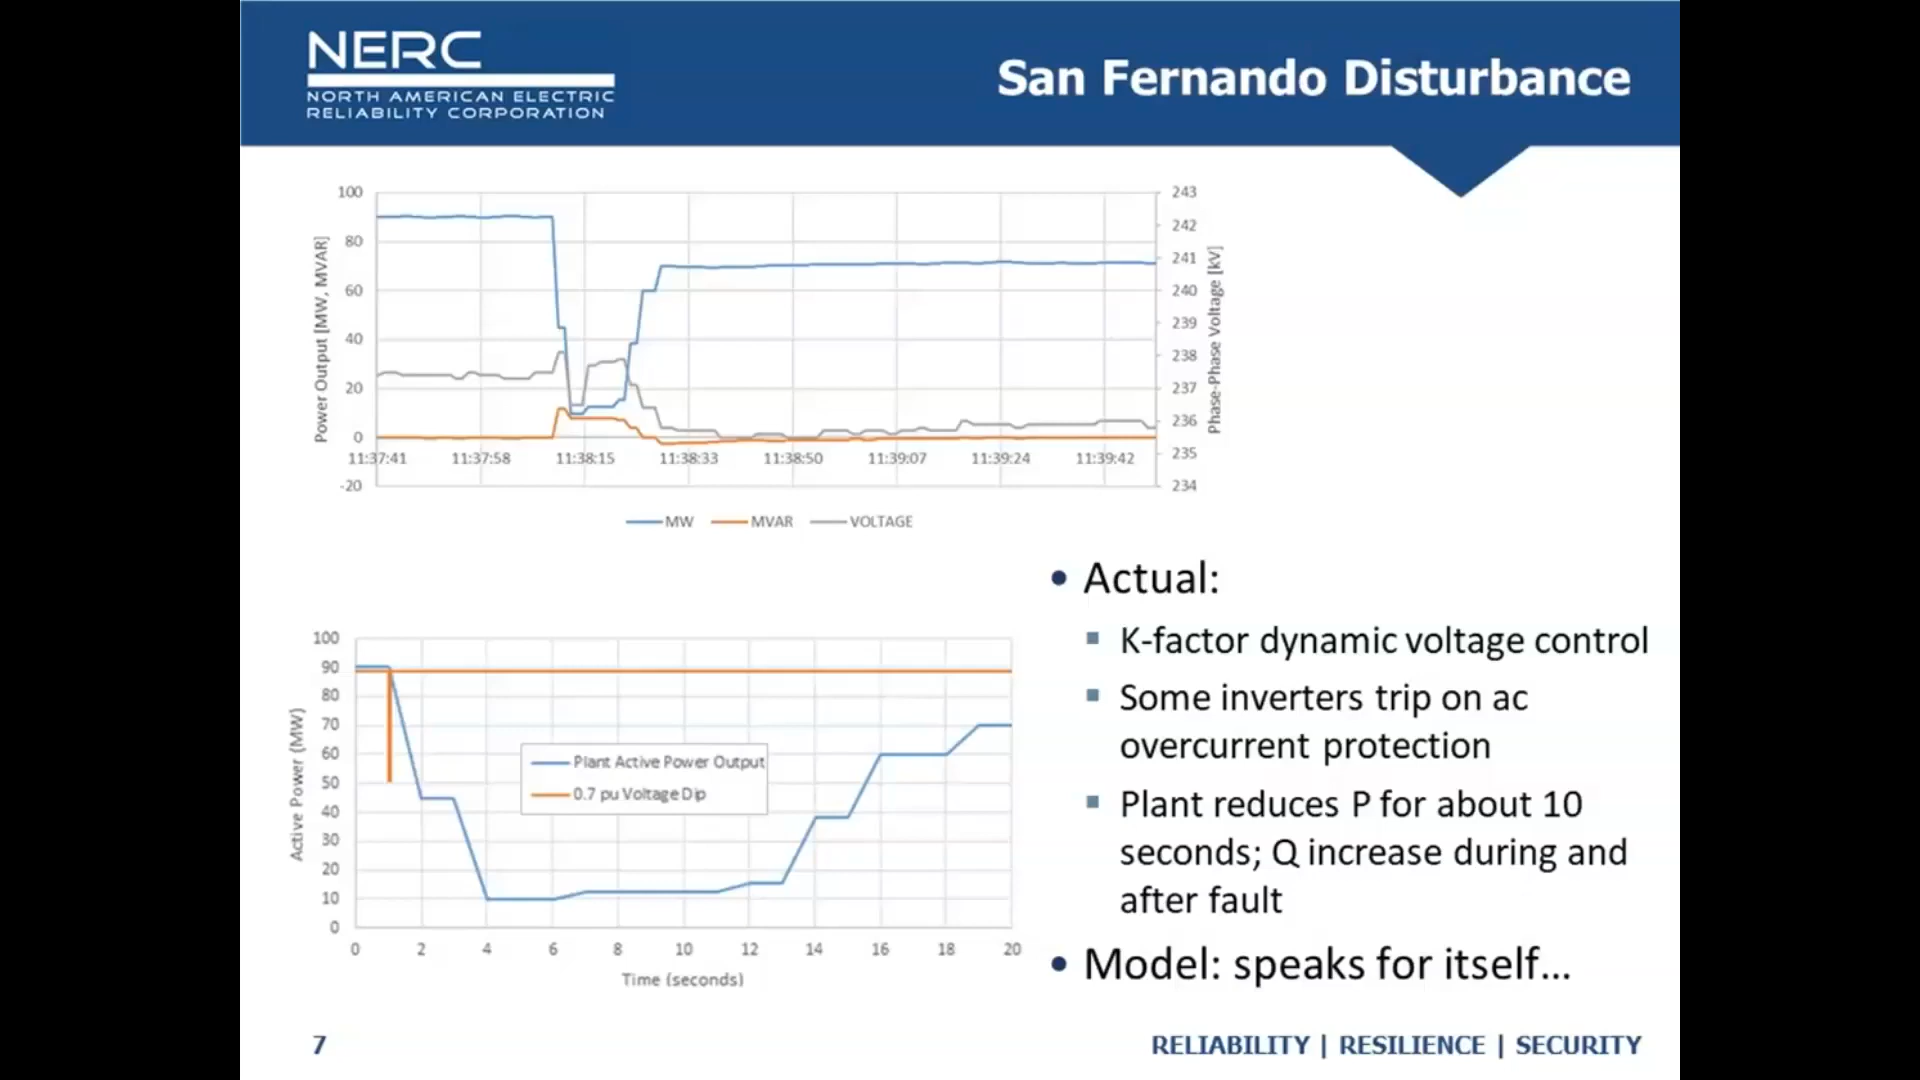 NERC
NORTH AMERICAN ELECTRIC
RELIABILITY CORPORATION
San Fernando Disturbance
100
80
60
40
20
0
-20
Power Output [MW, MVAR]
243
242
241
240
239
238
237
236
235
234
Phase-Phase Voltage [kV]
11:37:41 11:37:58 11:38:15 11:38:33 11:38:50 11:39:07 11:39:24 11:39:42
MW MVAR VOLTAGE
100
90
80
70
60
50
40
30
20
10
0
Active Power (MW)
Plant Active Power Output
0.7 pu Voltage Dip
0 2 4 6 8 10 12 14 16 18 20
Time (seconds)
• Actual:
▪ K-factor dynamic voltage control
▪ Some inverters trip on ac
overcurrent protection
▪ Plant reduces P for about 10
seconds; Q increase during and
after fault
• Model: speaks for itself...
7
RELIABILITY | RESILIENCE | SECURITY